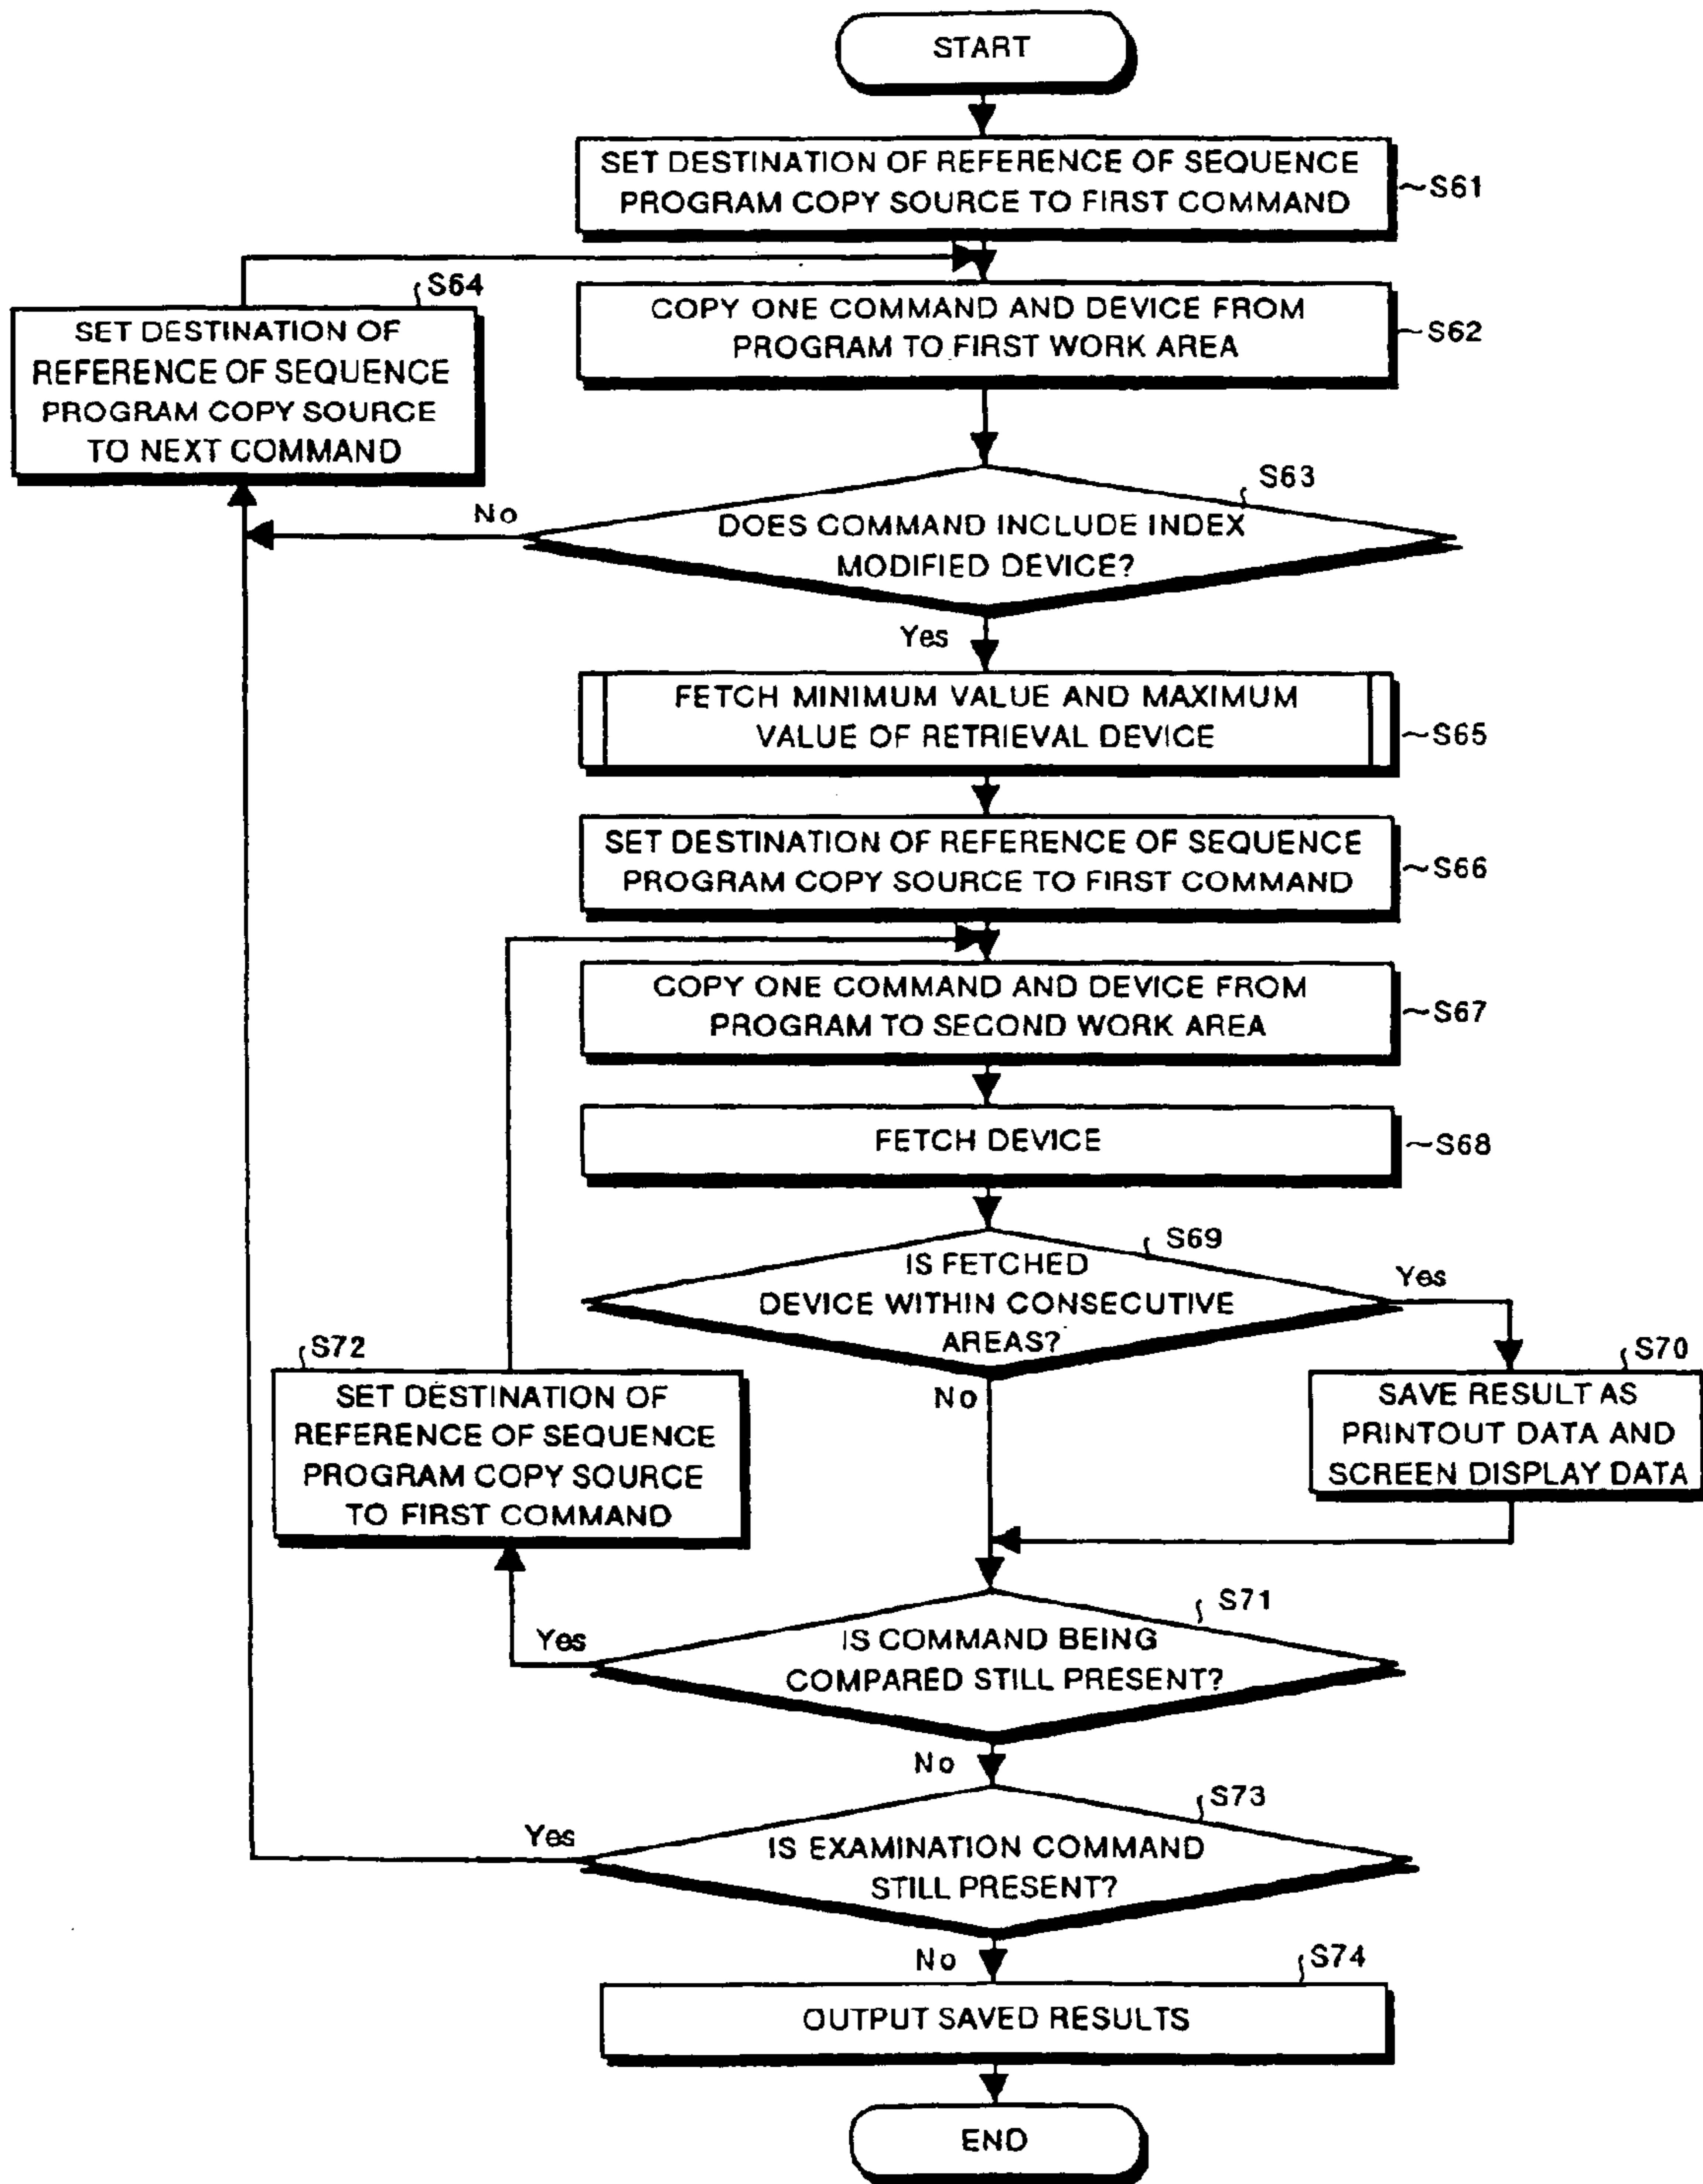 START
SET DESTINATION OF REFERENCE OF SEQUENCE
PROGRAM COPY SOURCE TO FIRST COMMAND
~S61
S64
SET DESTINATION OF
REFERENCE OF SEQUENCE
PROGRAM COPY SOURCE
TO NEXT COMMAND
COPY ONE COMMAND AND DEVICE FROM
PROGRAM TO FIRST WORK AREA
~S62
S63
No
DOES COMMAND INCLUDE INDEX
MODIFIED DEVICE?
Yes
FETCH MINIMUM VALUE AND MAXIMUM
VALUE OF RETRIEVAL DEVICE
~S65
SET DESTINATION OF REFERENCE OF SEQUENCE
PROGRAM COPY SOURCE TO FIRST COMMAND
~S66
COPY ONE COMMAND AND DEVICE FROM
PROGRAM TO SECOND WORK AREA
~S67
FETCH DEVICE
~S68
S69
IS FETCHED
DEVICE WITHIN CONSECUTIVE
AREAS?
Yes
No
S70
SAVE RESULT AS
PRINTOUT DATA AND
SCREEN DISPLAY DATA
S72
SET DESTINATION OF
REFERENCE OF SEQUENCE
PROGRAM COPY SOURCE
TO FIRST COMMAND
S71
Yes
IS COMMAND BEING
COMPARED STILL PRESENT?
No
S73
Yes
IS EXAMINATION COMMAND
STILL PRESENT?
No
S74
OUTPUT SAVED RESULTS
END